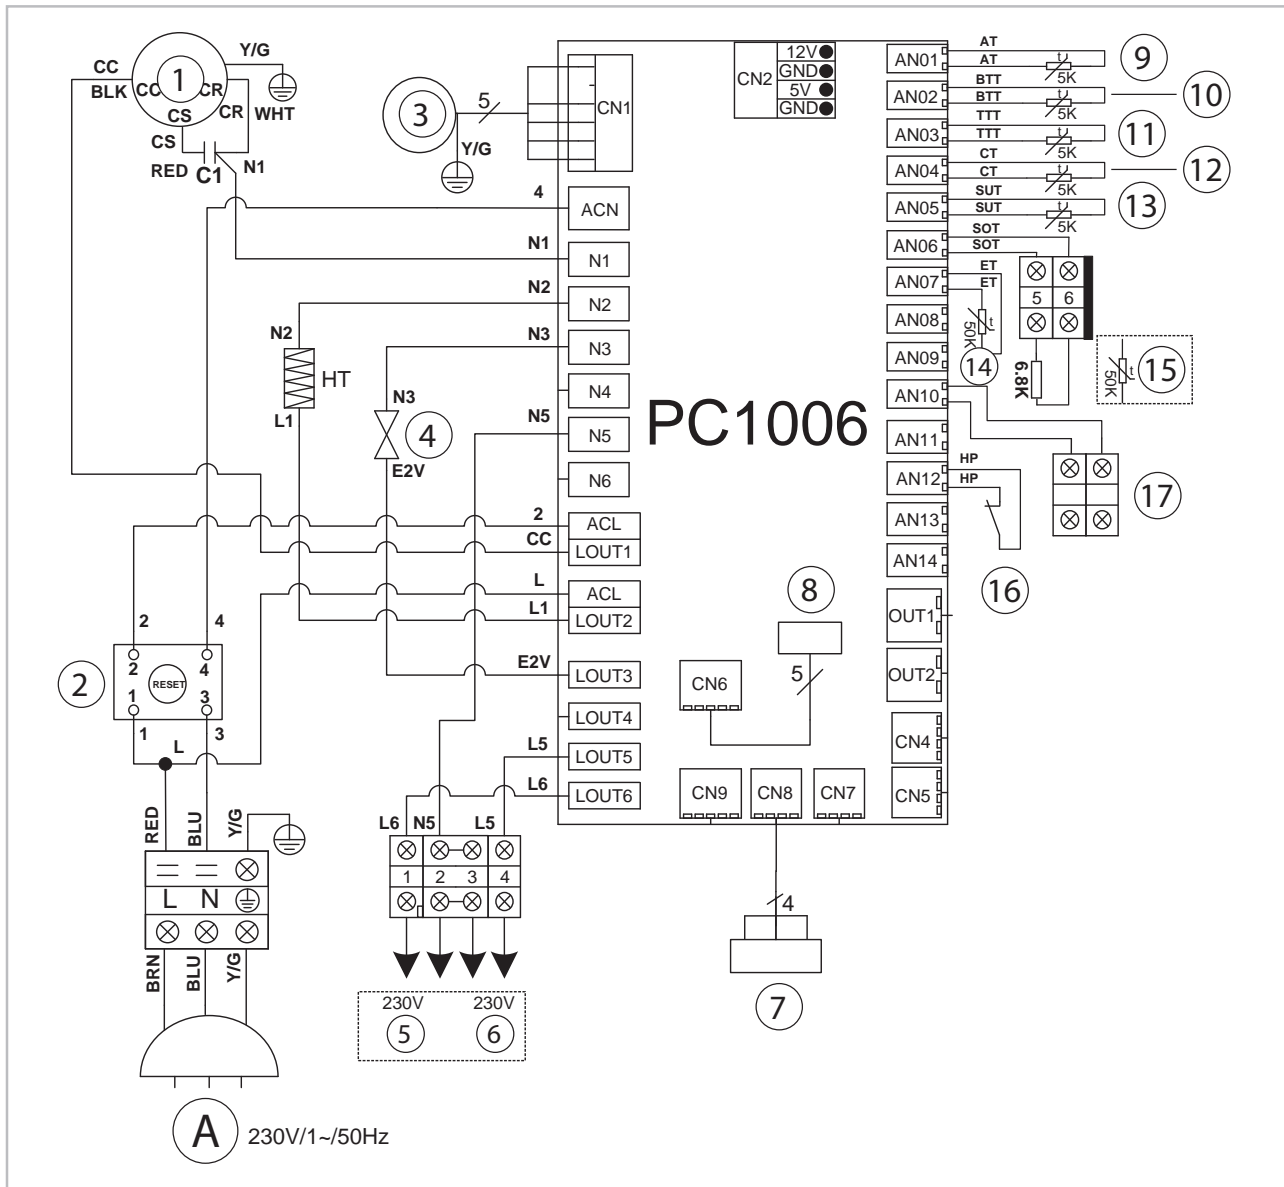 CC
BLK
Y/G
CC
1
CR
CS
CR
WHT
CS
RED
C1
N1
3
5
Y/G
CN1
CN2
12V
GND
5V
GND
AN01
AT
AT
t
5K
9
AN02
BTT
BTT
t
5K
10
AN03
TTT
TTT
t
5K
11
AN04
CT
CT
t
5K
12
AN05
SUT
SUT
t
5K
13
AN06
SOT
SOT
AN07
ET
ET
AN08
t
50K
14
5
6
6.8K
t
50K
15
AN09
AN10
AN11
AN12
HP
HP
17
AN13
AN14
16
OUT1
OUT2
CN4
CN5
4
ACN
N1
N1
N2
N2
N2
HT
L1
N3
N3
N3
4
E2V
N4
N5
N5
N6
PC1006
2
ACL
CC
LOUT1
L
ACL
L1
LOUT2
E2V
LOUT3
LOUT4
L5
LOUT5
L6
LOUT6
8
5
CN6
CN9
CN8
CN7
4
7
2
4
2
2
4
RESET
1
3
1
3
L
RED
BLU
Y/G
L
N
BRN
BLU
Y/G
L6
N5
L5
1
2
3
4
230V
230V
5
6
A
230V/1~/50Hz